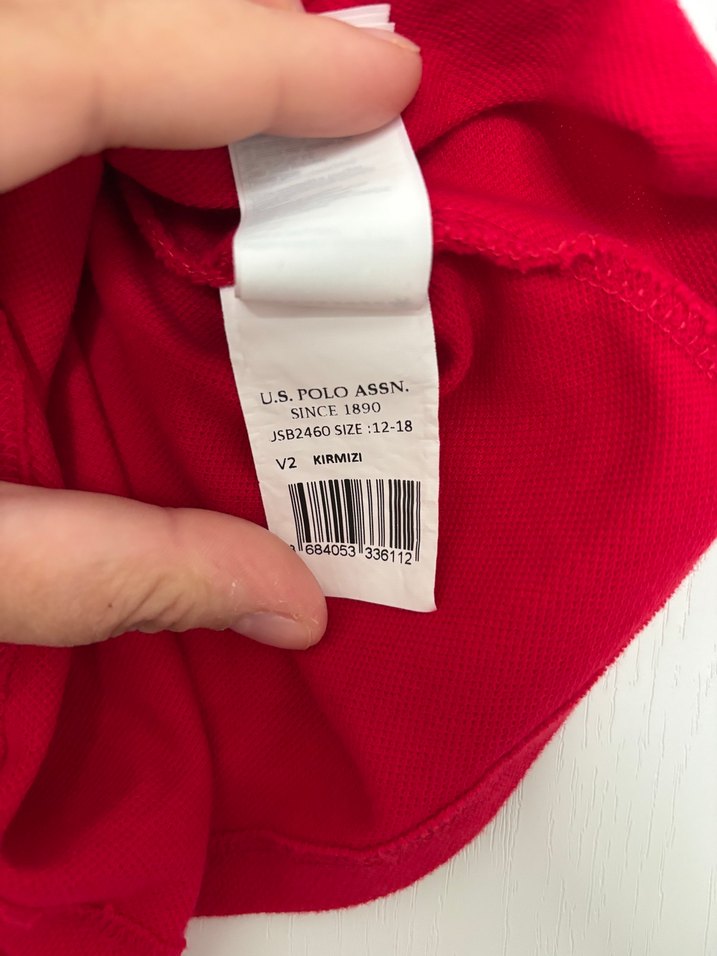 U.S. POLO ASSN.
SINCE 1890
JSB2460 SIZE :12-18
V2 KIRMIZI
684053 336112